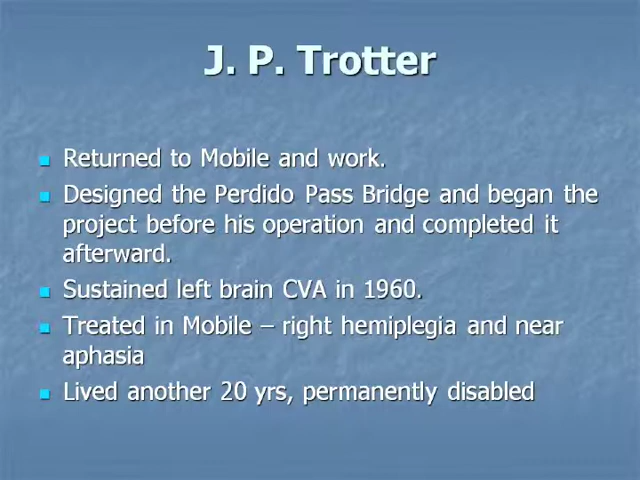 J. P. Trotter
Returned to Mobile and work.
Designed the Perdido Pass Bridge and began the
project before his operation and completed it
afterward.
Sustained left brain CVA in 1960.
Treated in Mobile – right hemiplegia and near
aphasia
Lived another 20 yrs, permanently disabled